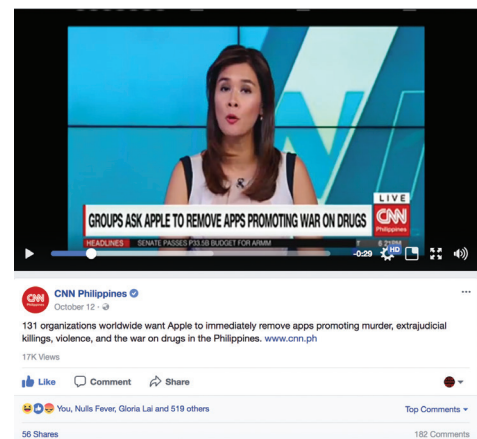 LIVE
CNN
Philippines
GROUPS ASK APPLE TO REMOVE APPS PROMOTING WAR ON DRUGS
HEADLINES SENATE PASSES P33.5B BUDGET FOR ARMM
-0:29 HD
CNN Philippines
October 12 ·
131 organizations worldwide want Apple to immediately remove apps promoting murder, extrajudicial
killings, violence, and the war on drugs in the Philippines. www.cnn.ph
17K Views
Like Comment Share
You, Nulls Fever, Gloria Lai and 519 others Top Comments
56 Shares 182 Comments